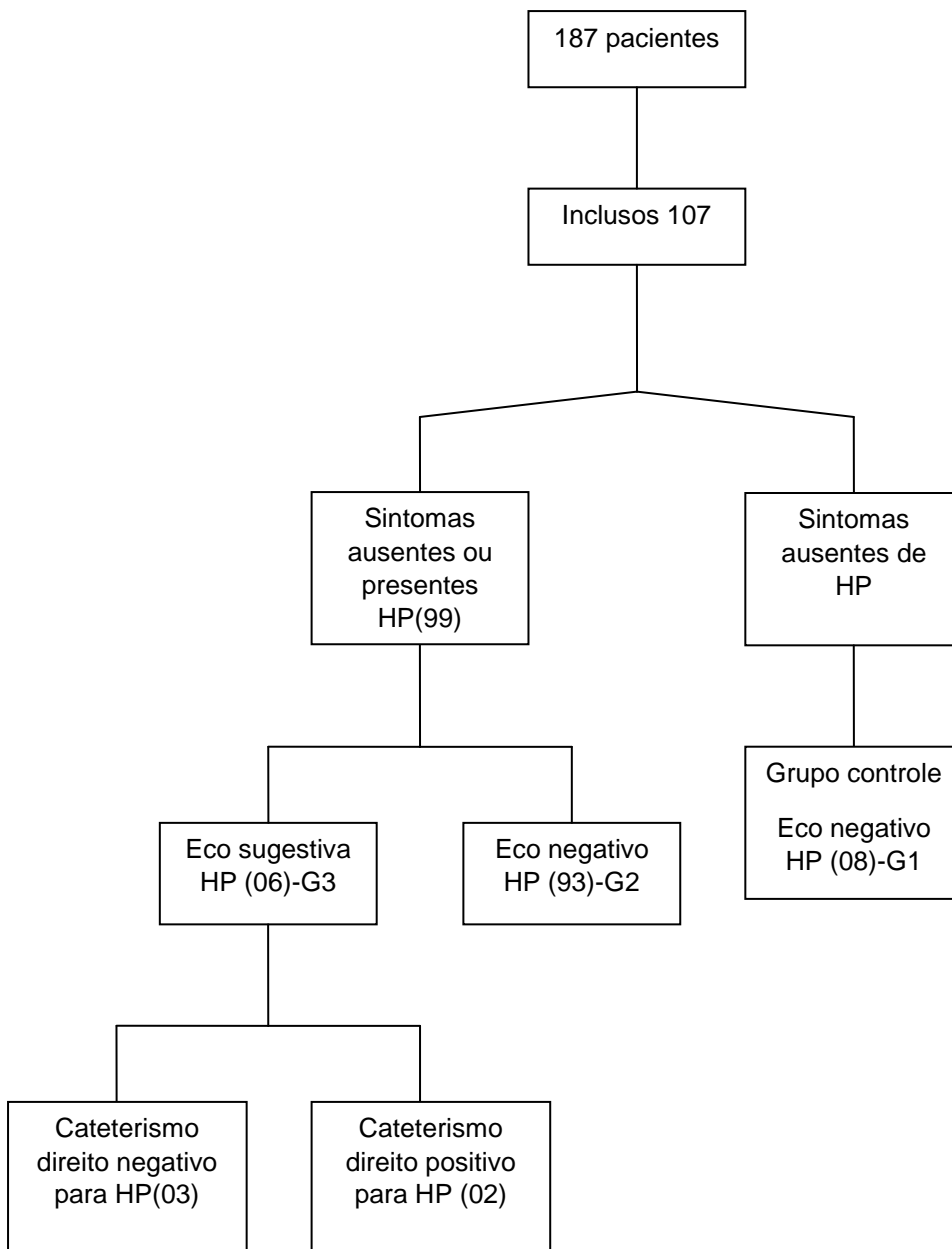 187 pacientes
Inclusos 107
Sintomas
ausentes ou
presentes
HP(99)
Sintomas
ausentes de
HP
Eco sugestiva
HP (06)-G3
Eco negativo
HP (93)-G2
Grupo controle
Eco negativo
HP (08)-G1
Cateterismo
direito negativo
para HP(03)
Cateterismo
direito positivo
para HP (02)